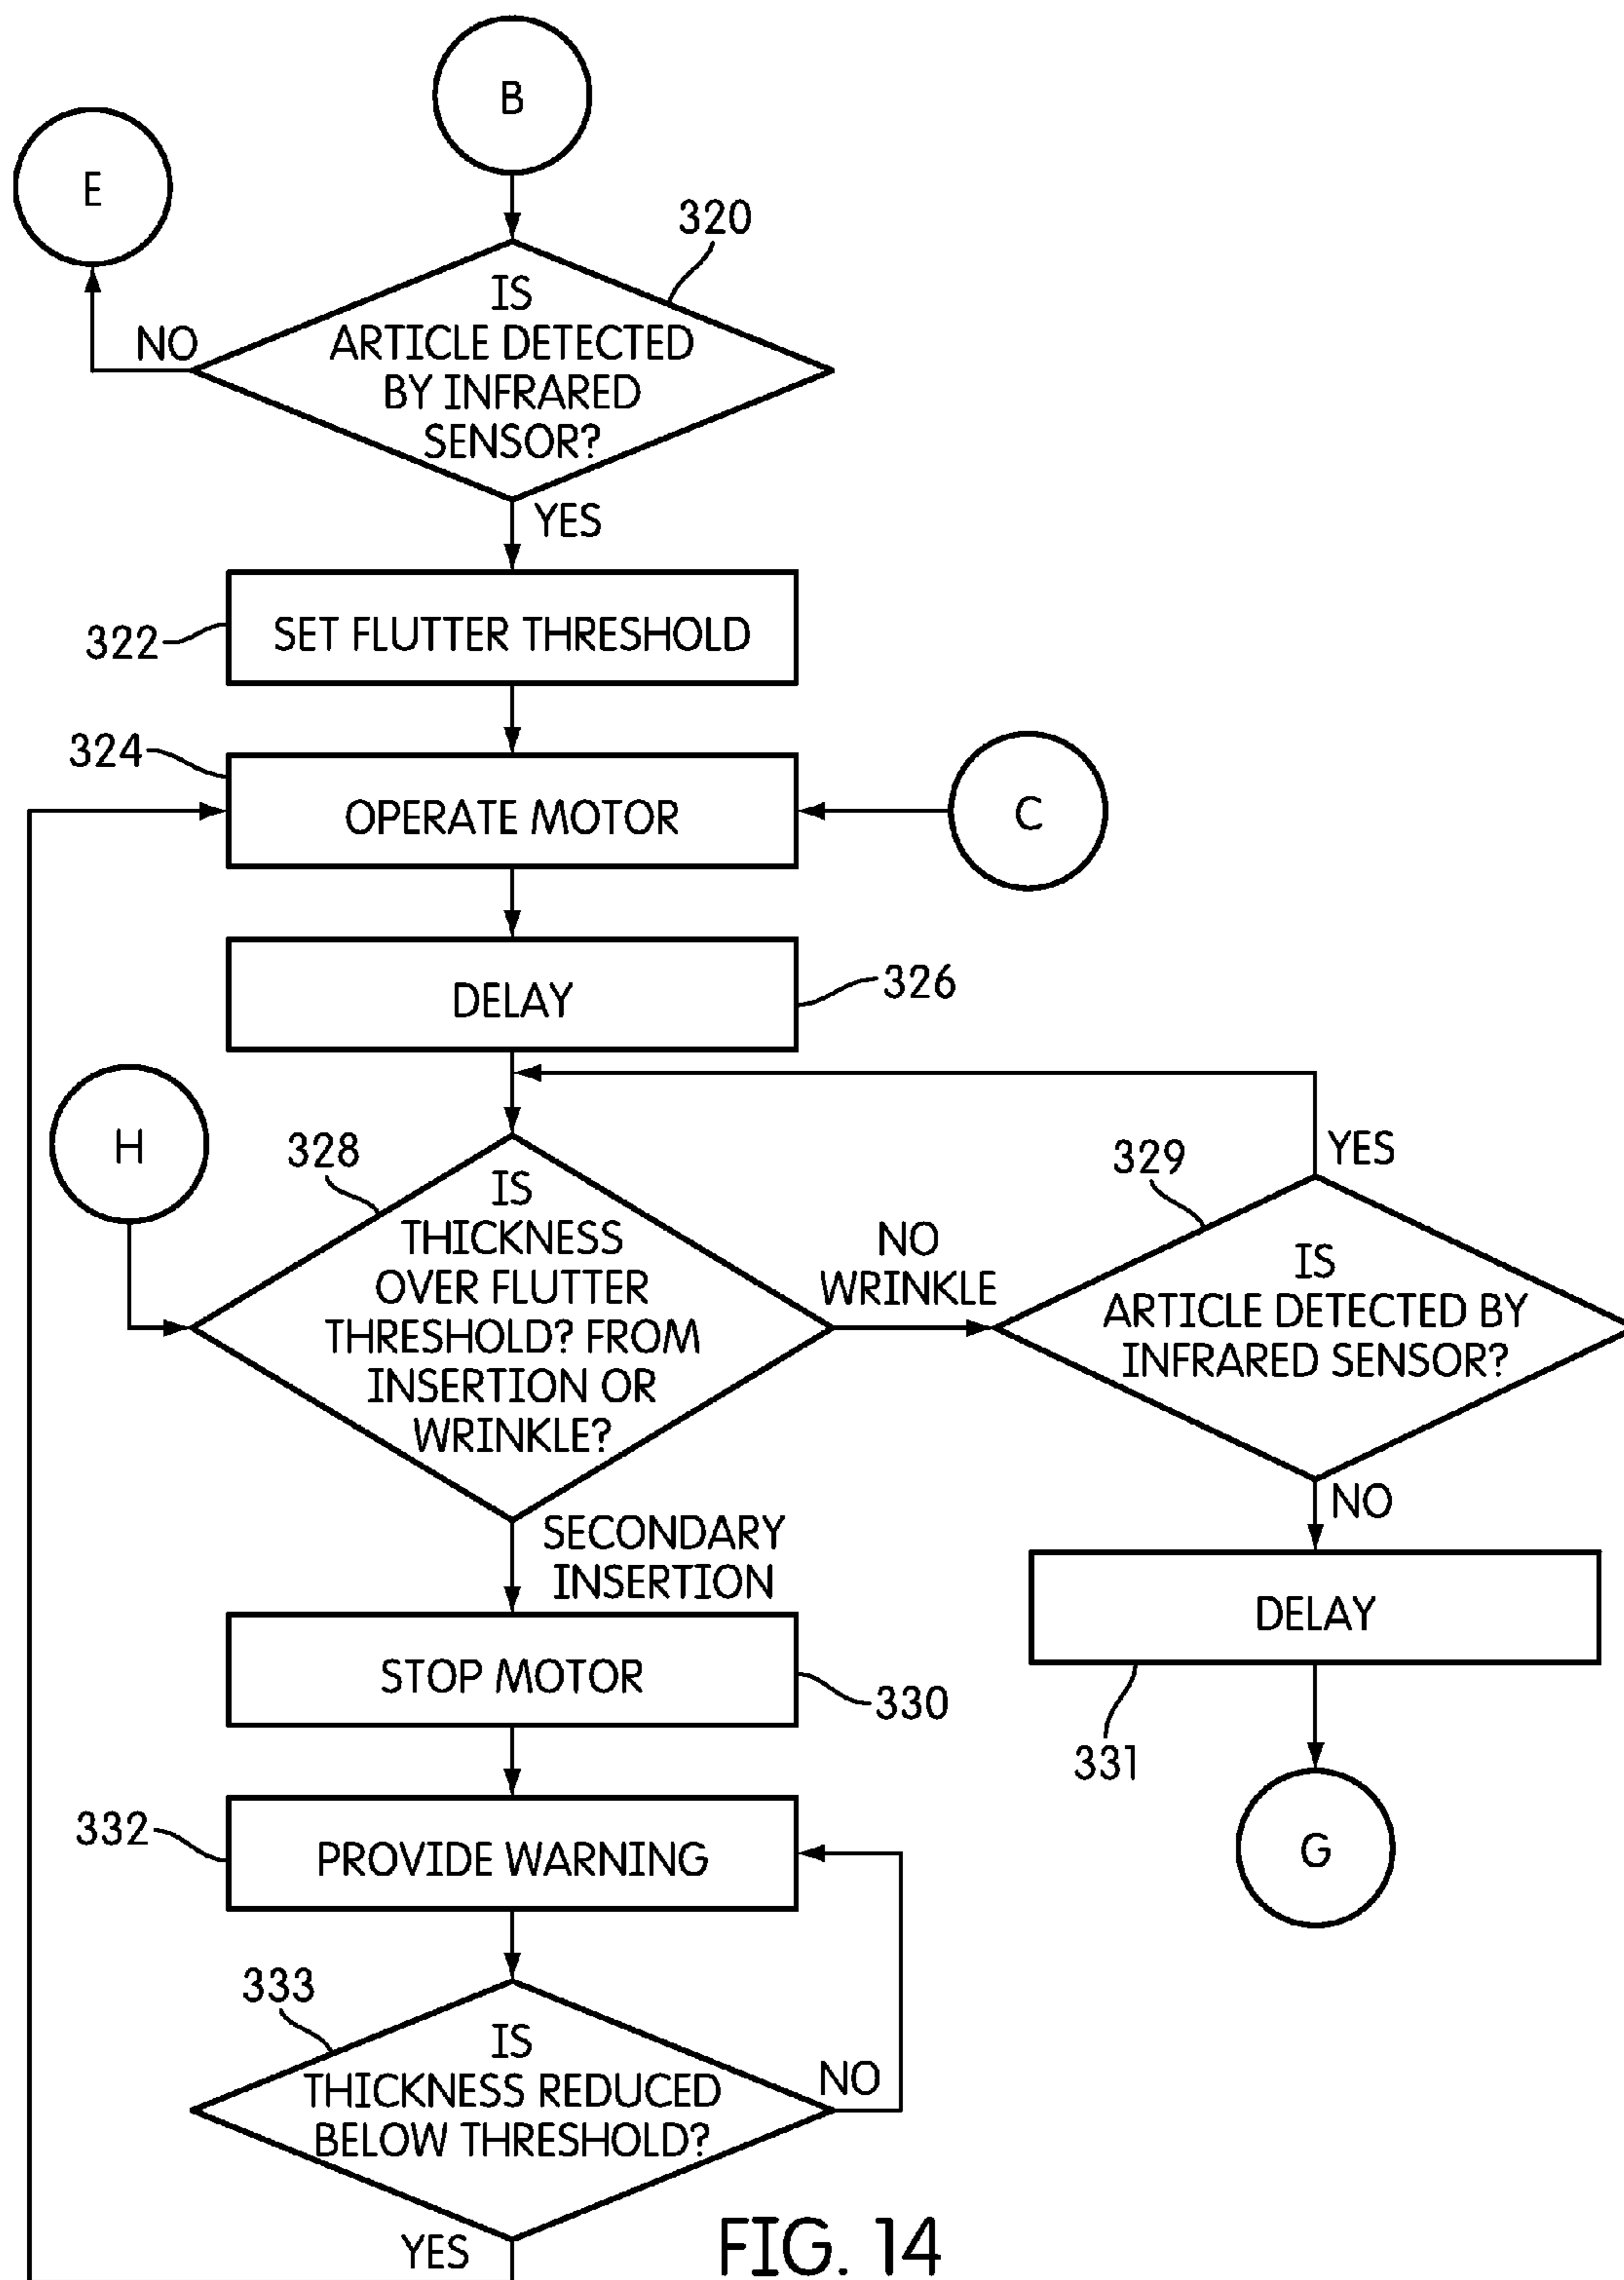 B
E
320
IS
ARTICLE DETECTED
BY INFRARED
SENSOR?
NO
YES
322
SET FLUTTER THRESHOLD
324
OPERATE MOTOR
C
DELAY
326
H
328
IS
THICKNESS
OVER FLUTTER
THRESHOLD? FROM
INSERTION OR
WRINKLE?
NO
WRINKLE
329
YES
IS
ARTICLE DETECTED BY
INFRARED SENSOR?
NO
SECONDARY
INSERTION
DELAY
331
G
STOP MOTOR
330
332
PROVIDE WARNING
333
IS
THICKNESS REDUCED
BELOW THRESHOLD?
NO
YES
FIG. 14